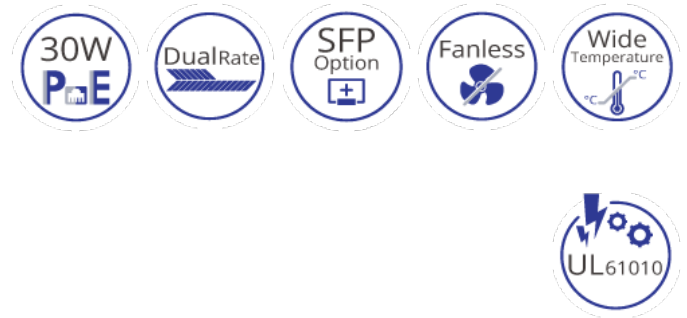 30W
PoE
DualRate
SFP
Option
Fanless
Wide
Temperature
°C
°C
UL61010